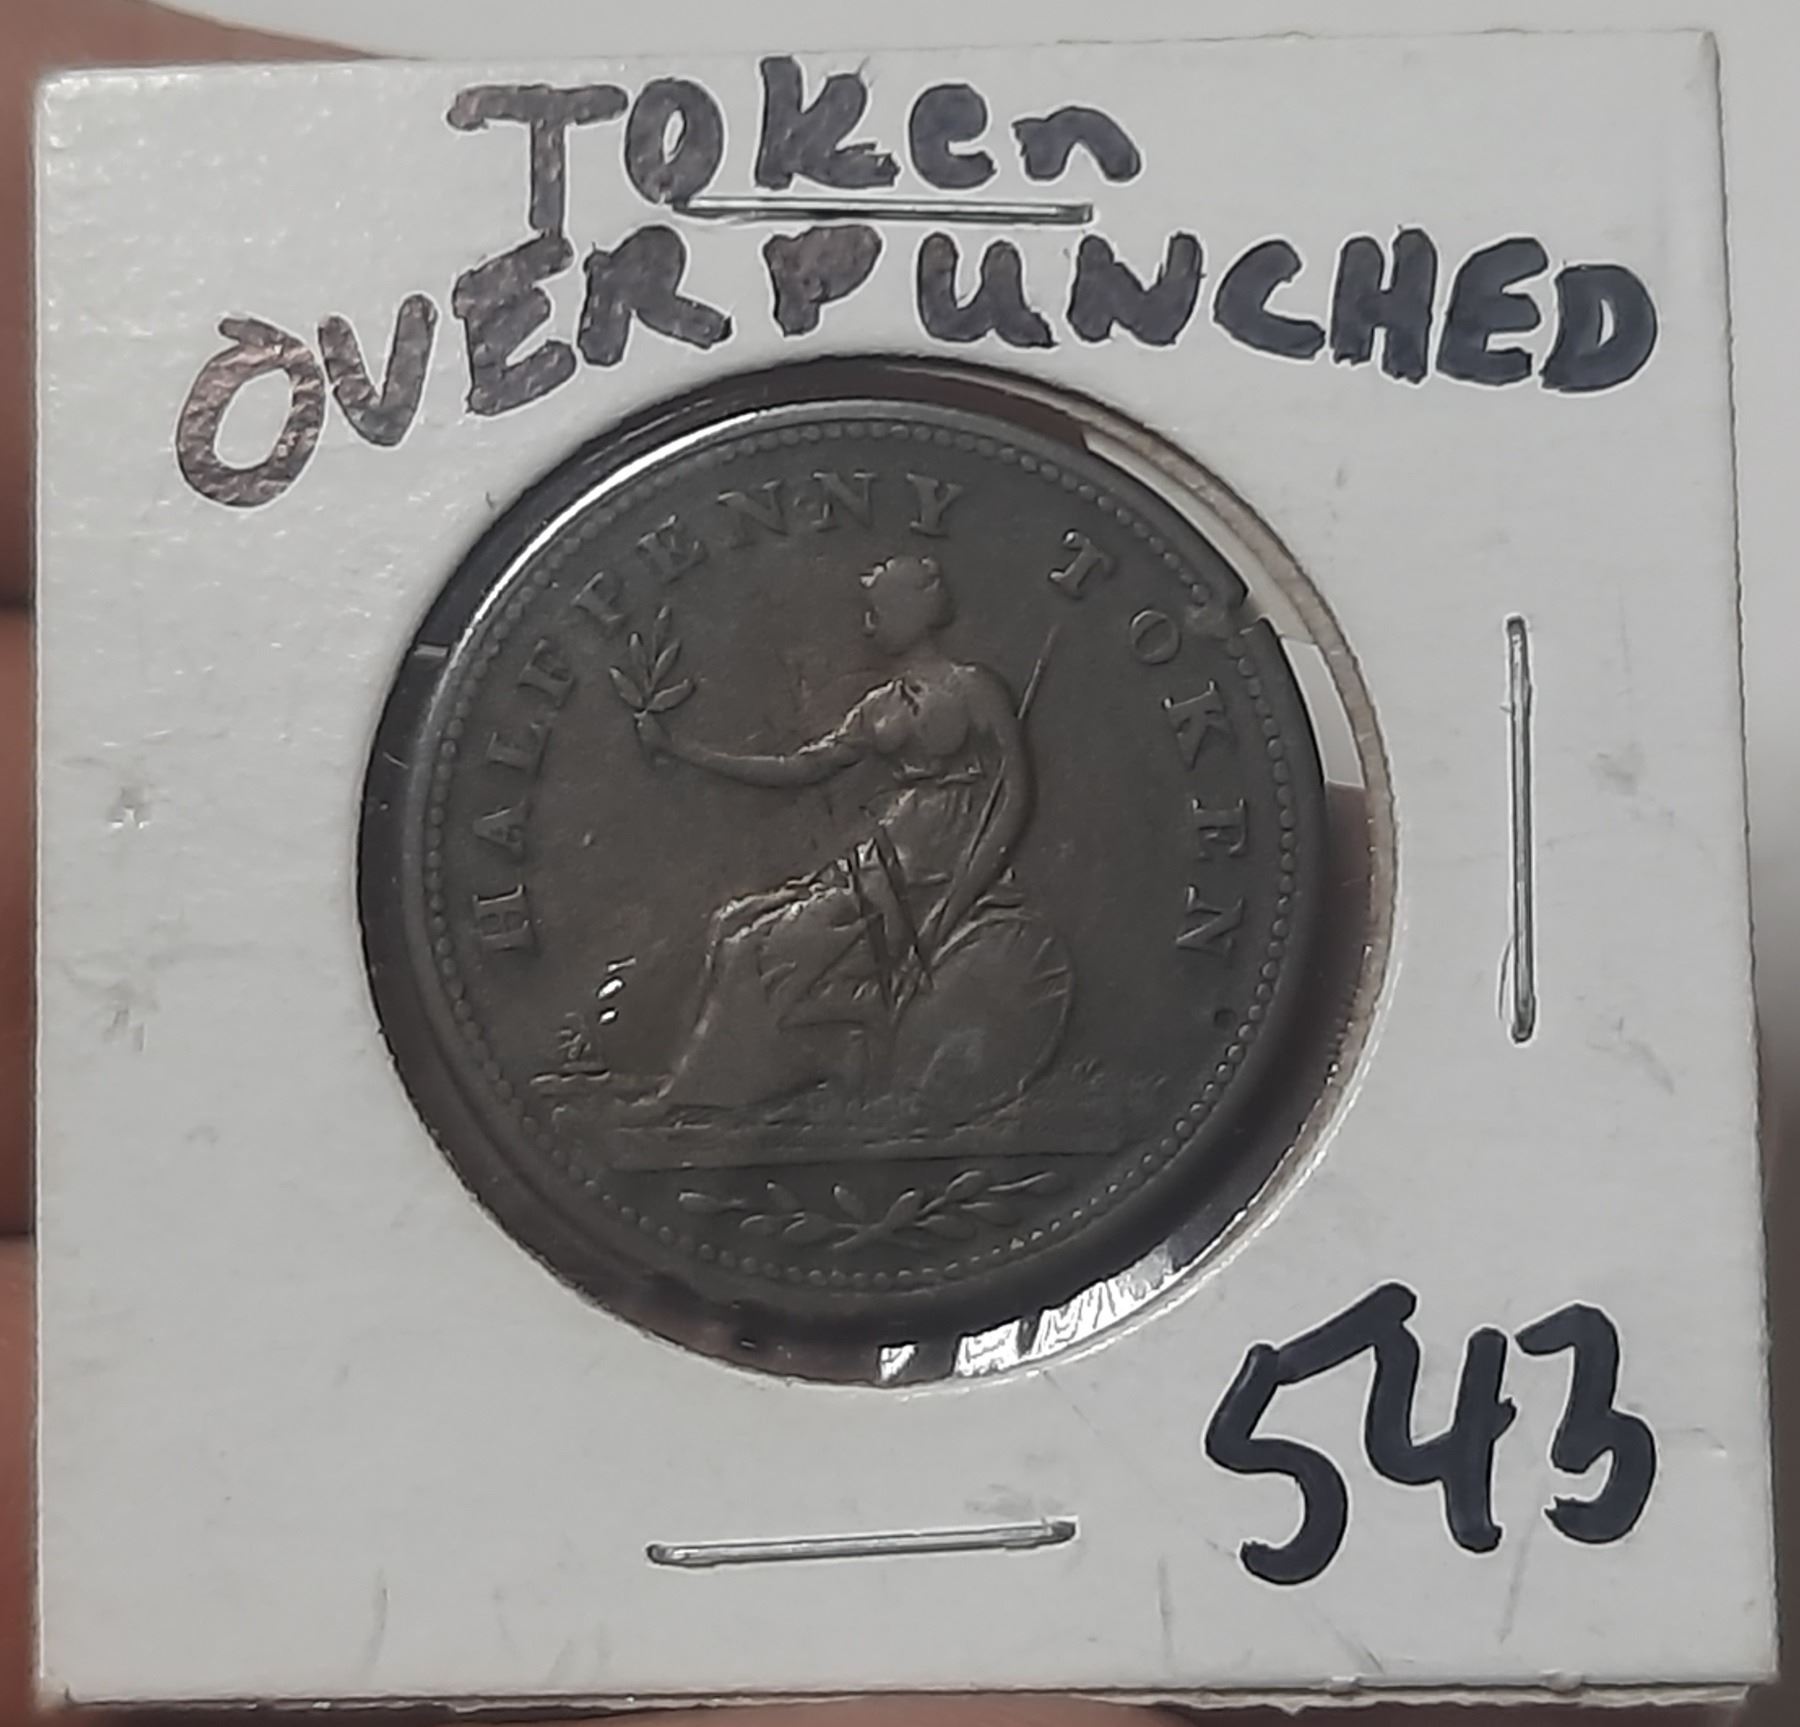 TOKen
OVERPUNCHED
HALFPENNY TOKEN.
543